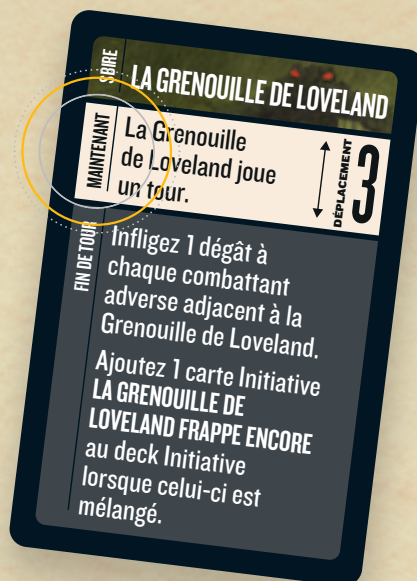 SBIRE
LA GRENOUILLE DE LOVELAND
MAINTENANT
La Grenouille
de Loveland joue
un tour.
DÉPLACEMENT
3
FIN DE TOUR
Infligez 1 dégât à
chaque combattant
adverse adjacent à la
Grenouille de Loveland.
Ajoutez 1 carte Initiative
LA GRENOUILLE DE
LOVELAND FRAPPE ENCORE
au deck Initiative
lorsque celui-ci est
mélangé.